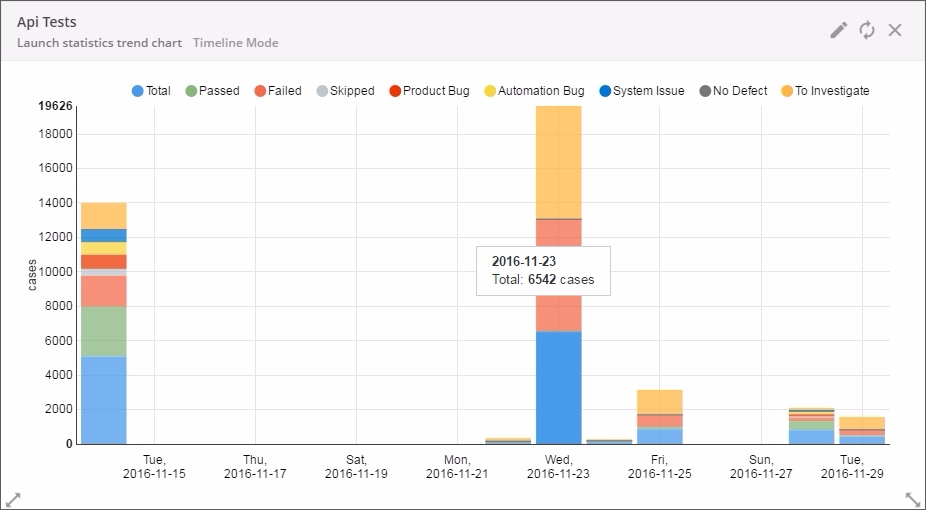 Api Tests
Launch statistics trend chart Timeline Mode
Total Passed Failed Skipped Product Bug Automation Bug System Issue No Defect To Investigate
19626
18000
16000
14000
12000
10000
8000
6000
4000
2000
0
cases
2016-11-23
Total: 6542 cases
Tue, Thu, Sat, Mon, Wed, Fri, Sun, Tue,
2016-11-15 2016-11-17 2016-11-19 2016-11-21 2016-11-23 2016-11-25 2016-11-27 2016-11-29